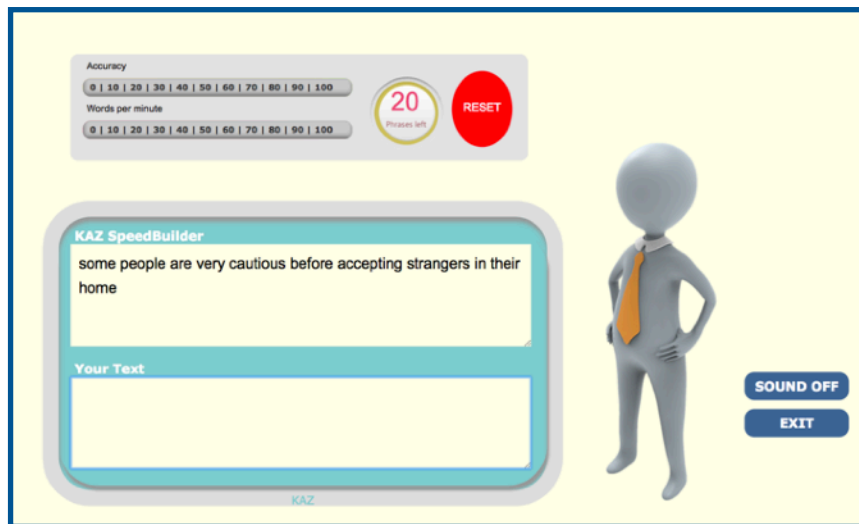 Accuracy
0 | 10 | 20 | 30 | 40 | 50 | 60 | 70 | 80 | 90 | 100
Words per minute
0 | 10 | 20 | 30 | 40 | 50 | 60 | 70 | 80 | 90 | 100
20
Phrases left
RESET
KAZ SpeedBuilder
some people are very cautious before accepting strangers in their
home
Your Text
SOUND OFF
EXIT
KAZ